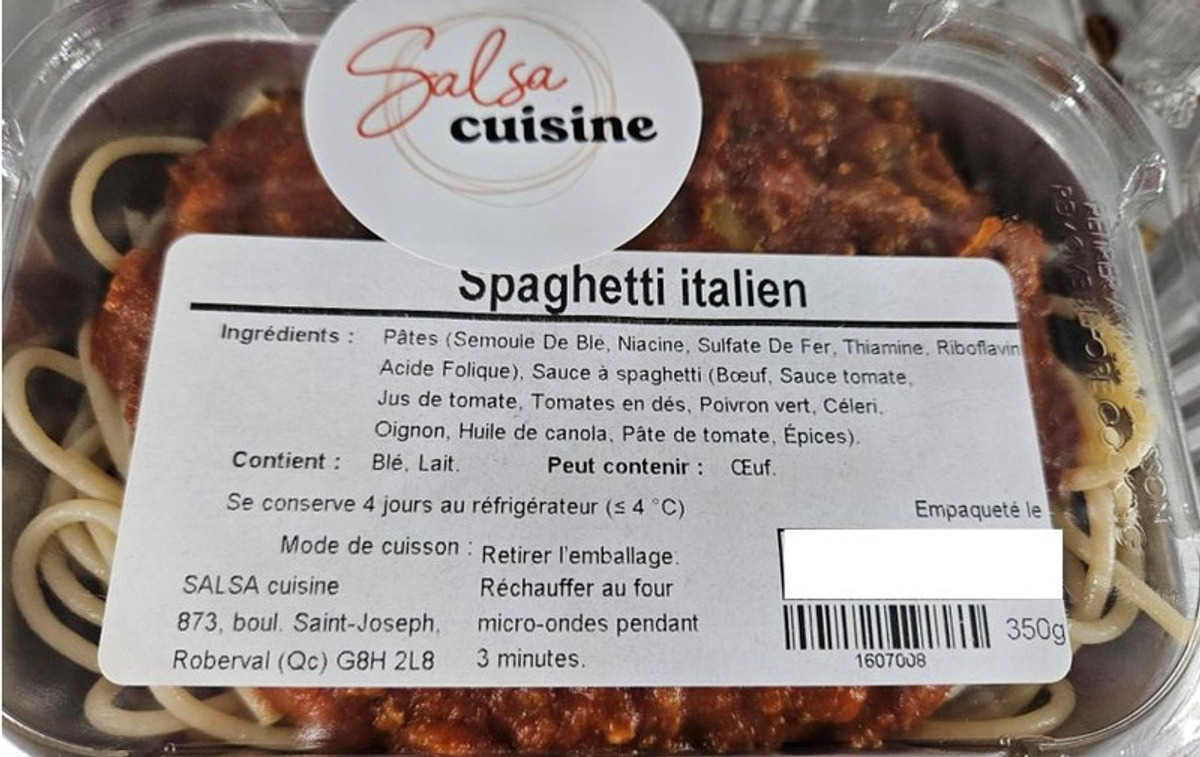 Salsa
cuisine
Spaghetti italien
Ingrédients : Pâtes (Semoule De Blé, Niacine, Sulfate De Fer, Thiamine, Riboflavin
Acide Folique), Sauce à spaghetti (Bœuf, Sauce tomate,
Jus de tomate, Tomates en dés, Poivron vert, Céleri,
Oignon, Huile de canola, Pâte de tomate, Épices).
Contient : Blé, Lait. Peut contenir : Œuf.
Se conserve 4 jours au réfrigérateur (≤ 4 °C)
Empaqueté le
Mode de cuisson : Retirer l'emballage.
SALSA cuisine Réchauffer au four
873, boul. Saint-Joseph, micro-ondes pendant
Roberval (Qc) G8H 2L8 3 minutes.
350g
1607008